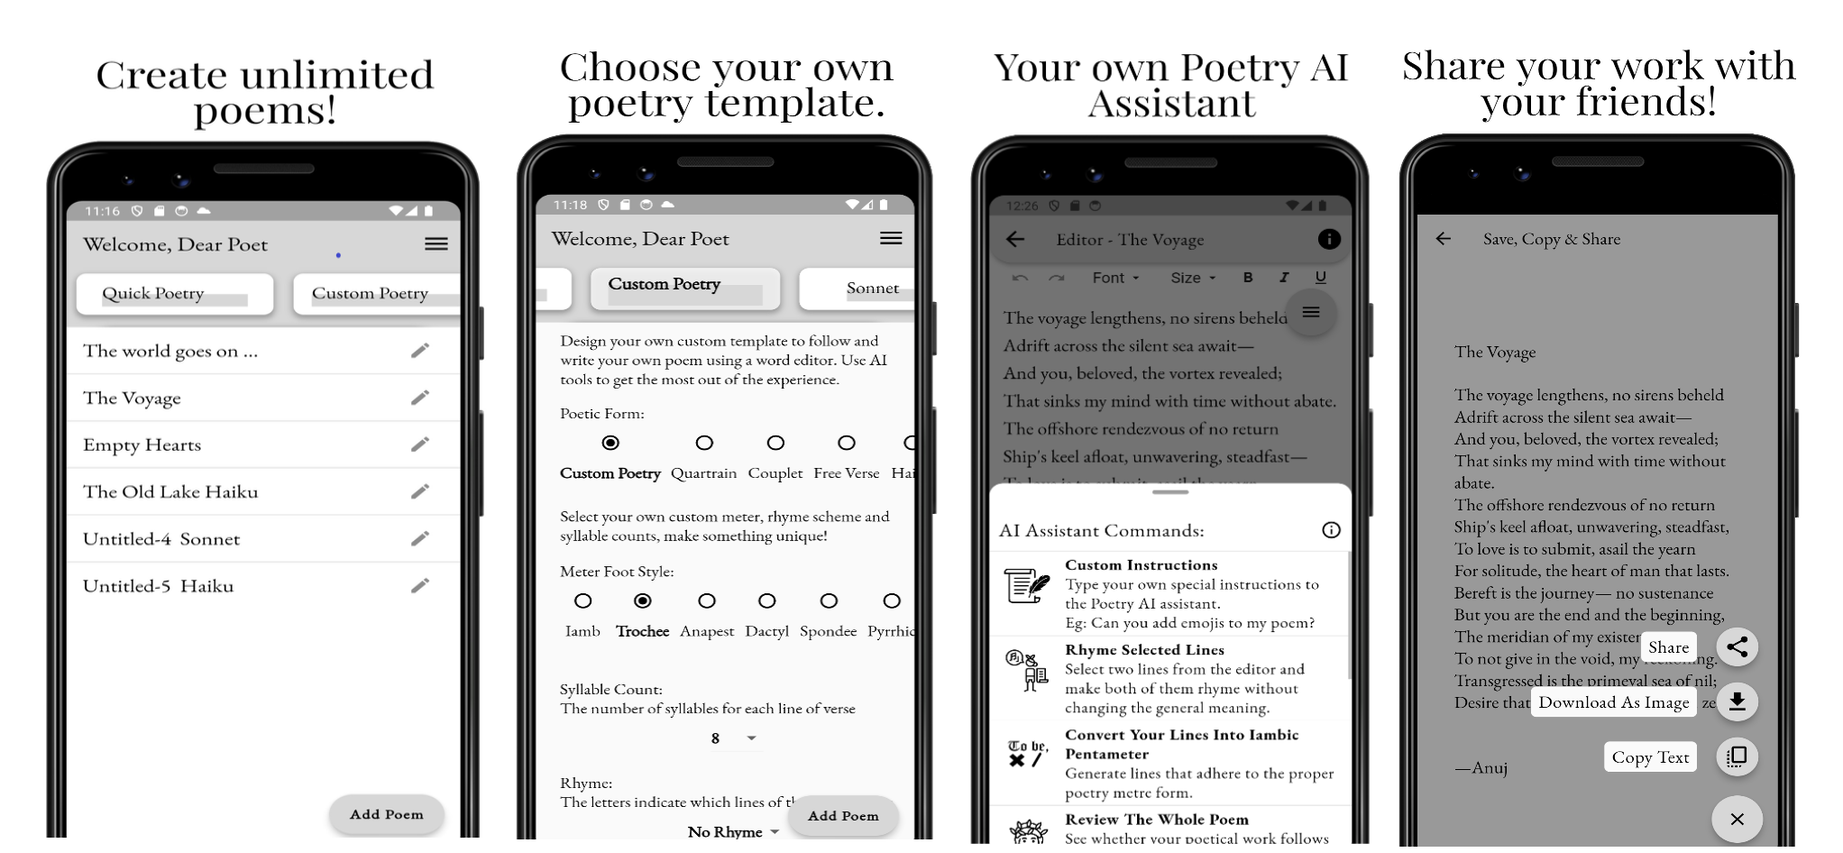 Create unlimited
poems!
11:16
Welcome, Dear Poet
Quick Poetry
Custom Poetry
The world goes on ...
The Voyage
Empty Hearts
The Old Lake Haiku
Untitled-4 Sonnet
Untitled-5 Haiku
Add Poem
Choose your own
poetry template.
11:18
Welcome, Dear Poet
Custom Poetry
Sonnet
Design your own custom template to follow and
write your own poem using a word editor. Use AI
tools to get the most out of the experience.
Poetic Form:
Custom Poetry Quartrain Couplet Free Verse Hai
Select your own custom meter, rhyme scheme and
syllable counts, make something unique!
Meter Foot Style:
Iamb Trochee Anapest Dactyl Spondee Pyrrhic
Syllable Count:
The number of syllables for each line of verse
8
Rhyme:
The letters indicate which lines of th
No Rhyme
Add Poem
Your own Poetry AI
Assistant
12:26
Editor - The Voyage
Font Size B I U
The voyage lengthens, no sirens beheld
Adrift across the silent sea await—
And you, beloved, the vortex revealed;
That sinks my mind with time without abate.
The offshore rendezvous of no return
Ship's keel afloat, unwavering, steadfast—
To love is to submit, asail the yearn
AI Assistant Commands:
Custom Instructions
Type your own special instructions to
the Poetry AI assistant.
Eg: Can you add emojis to my poem?
Rhyme Selected Lines
Select two lines from the editor and
make both of them rhyme without
changing the general meaning.
To be,
Convert Your Lines Into Iambic
Pentameter
Generate lines that adhere to the proper
poetry metre form.
Review The Whole Poem
See whether your poetical work follows
Share your work with
your friends!
Save, Copy & Share
The Voyage
The voyage lengthens, no sirens beheld
Adrift across the silent sea await—
And you, beloved, the vortex revealed;
That sinks my mind with time without
abate.
The offshore rendezvous of no return
Ship's keel afloat, unwavering, steadfast,
To love is to submit, asail the yearn
For solitude, the heart of man that lasts.
Bereft is the journey— no sustenance
But you are the end and the beginning,
The meridian of my existen
Share
To not give in the void, my reckoning.
Transgressed is the primeval sea of nil;
Desire that
Download As Image
ze
Copy Text
—Anuj